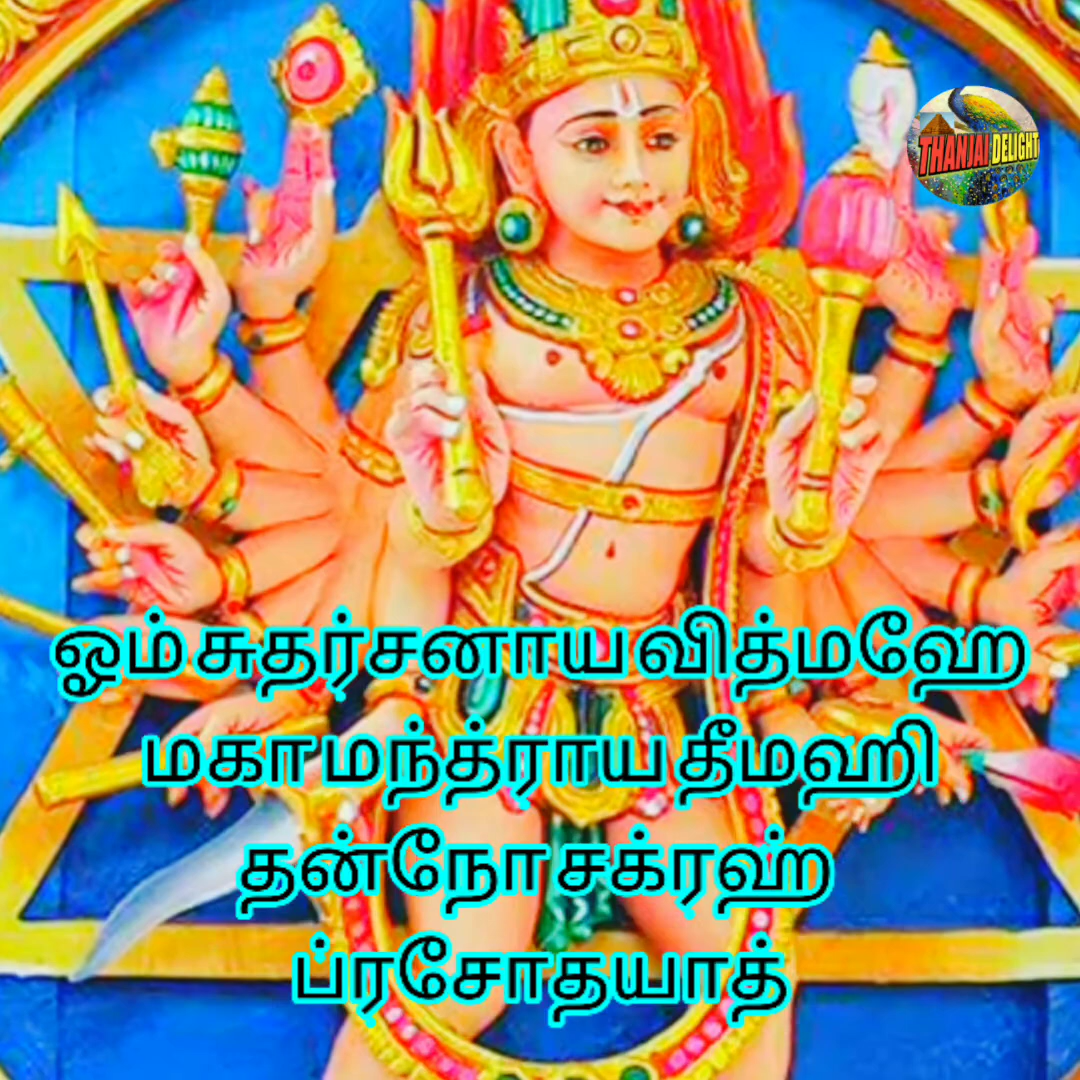 THANJAI DELIGHT
ஓம் சுதர்சனாய வித்மஹே
மகாமந்த்ராய தீமஹி
தன்நோ சக்ரஹ்
ப்ரசோதயாத்